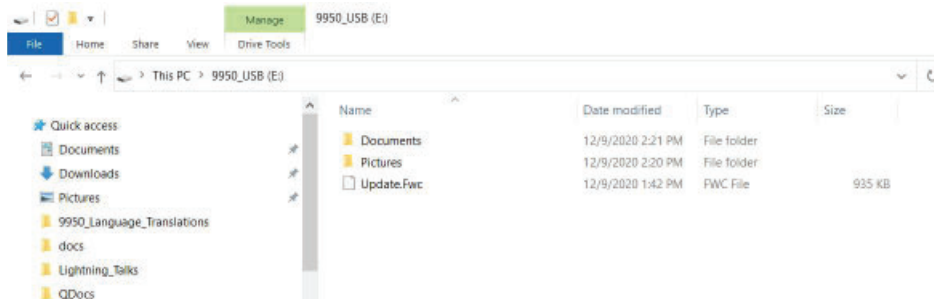 Manage
9950_USB (E:)
File Home Share View Drive Tools
This PC > 9950_USB (E:)
Name Date modified Type Size
Quick access
Documents
Downloads
Pictures
9950_Language_Translations
docs
Lightning_Talks
QDocs
Documents 12/9/2020 2:21 PM File folder
Pictures 12/9/2020 2:20 PM File folder
Update.Fwc 12/9/2020 1:42 PM FWC File 935 KB